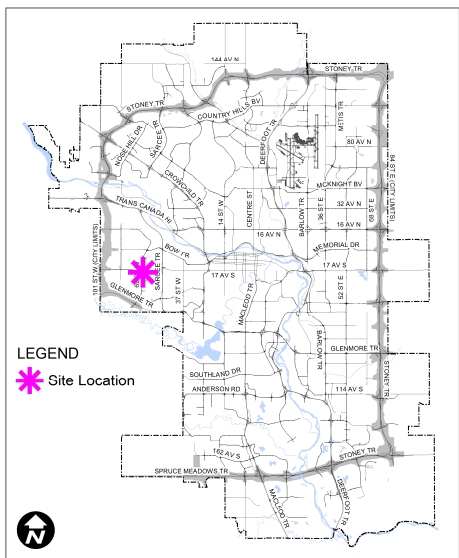 144 AV N
STONEY TR
STONEY TR
COUNTRY HILLS BV
NOSE HILL DR
SARCEE TR
DEERFOOT TR
METIS TR
80 AV N
84 ST E (CITY LIMITS)
CROWCHILD TR
MCKNIGHT BV
TRANS CANADA HI
14 ST W
CENTRE ST
BARLOW TR
36 ST E
32 AV N
68 ST E
16 AV N
16 AV N
101 ST W (CITY LIMITS)
BOW TR
MEMORIAL DR
SARCEE TR
17 AV S
17 AV S
37 ST W
52 ST E
GLENMORE TR
MACLEOD TR
BARLOW TR
GLENMORE TR
LEGEND
Site Location
SOUTHLAND DR
STONEY TR
ANDERSON RD
114 AV S
162 AV S
STONEY TR
SPRUCE MEADOWS TR
MACLEOD TR
DEERFOOT TR
N